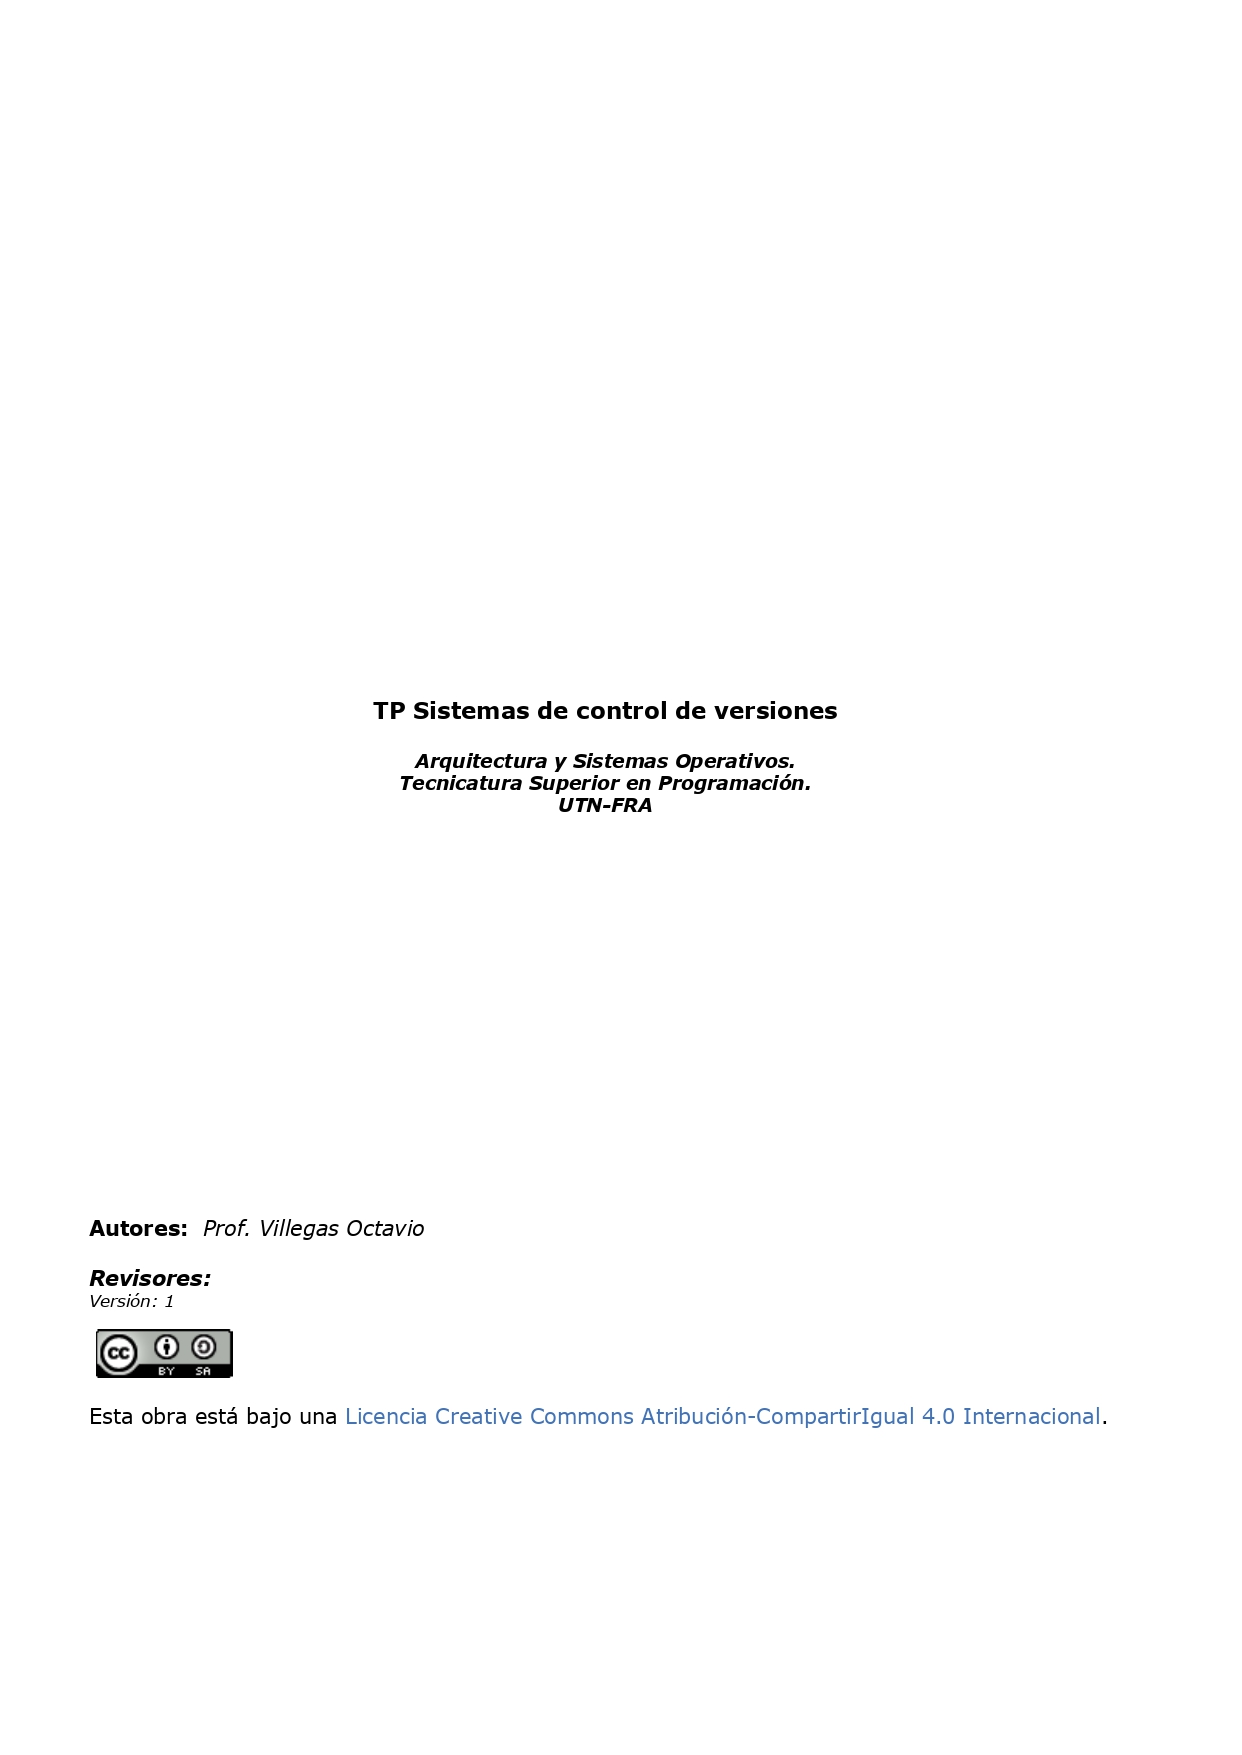 TP Sistemas de control de versiones
Arquitectura y Sistemas Operativos.
Tecnicatura Superior en Programación.
UTN-FRA
Autores: Prof. Villegas Octavio
Revisores:
Versión: 1
cc BY SA
Esta obra está bajo una Licencia Creative Commons Atribución-CompartirIgual 4.0 Internacional.